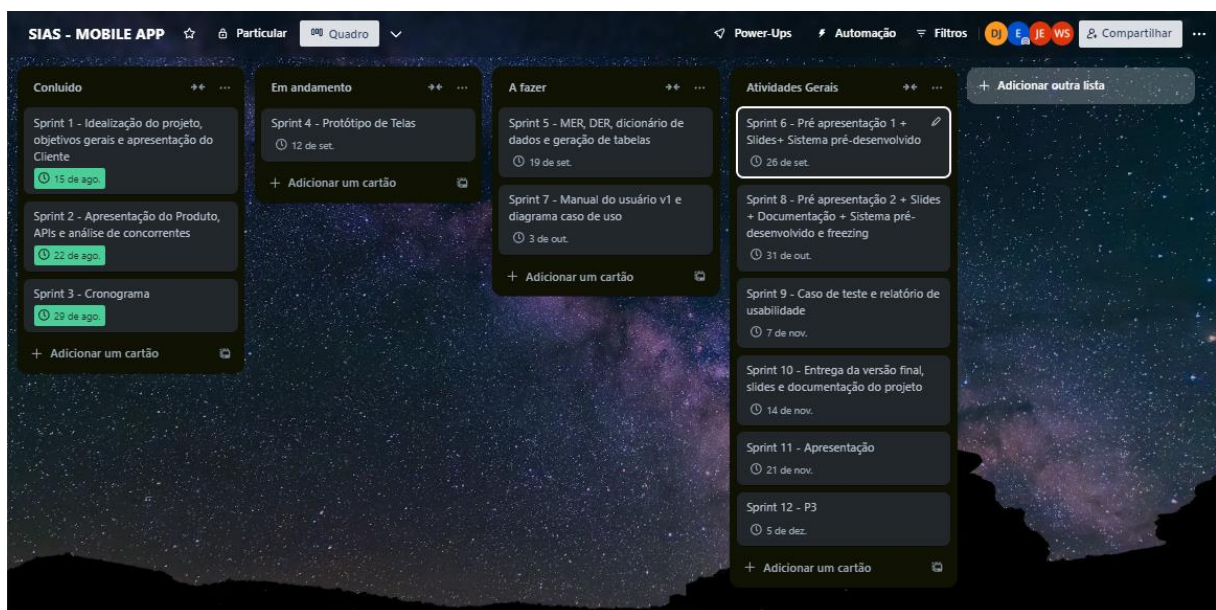 SIAS - MOBILE APP
Particular
Quadro
Power-Ups
Automação
Filtros
DJ
E
JE
WS
Compartilhar
Concluído
Sprint 1 - Idealização do projeto,
objetivos gerais e apresentação do
Cliente
15 de ago.
Sprint 2 - Apresentação do Produto,
APIs e análise de concorrentes
22 de ago.
Sprint 3 - Cronograma
29 de ago.
+ Adicionar um cartão
Em andamento
Sprint 4 - Protótipo de Telas
12 de set.
+ Adicionar um cartão
A fazer
Sprint 5 - MER, DER, dicionário de
dados e geração de tabelas
19 de set.
Sprint 7 - Manual do usuário v1 e
diagrama caso de uso
3 de out.
+ Adicionar um cartão
Atividades Gerais
Sprint 6 - Pré apresentação 1 +
Slides+ Sistema pré-desenvolvido
26 de set.
Sprint 8 - Pré apresentação 2 + Slides
+ Documentação + Sistema pré-
desenvolvido e freezing
31 de out.
Sprint 9 - Caso de teste e relatório de
usabilidade
7 de nov.
Sprint 10 - Entrega da versão final,
slides e documentação do projeto
14 de nov.
Sprint 11 - Apresentação
21 de nov.
Sprint 12 - P3
5 de dez.
+ Adicionar um cartão
+ Adicionar outra lista